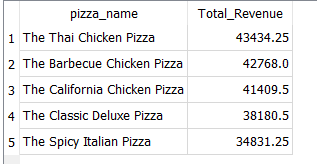 pizza_name Total_Revenue
1 The Thai Chicken Pizza 43434.25
2 The Barbecue Chicken Pizza 42768.0
3 The California Chicken Pizza 41409.5
4 The Classic Deluxe Pizza 38180.5
5 The Spicy Italian Pizza 34831.25